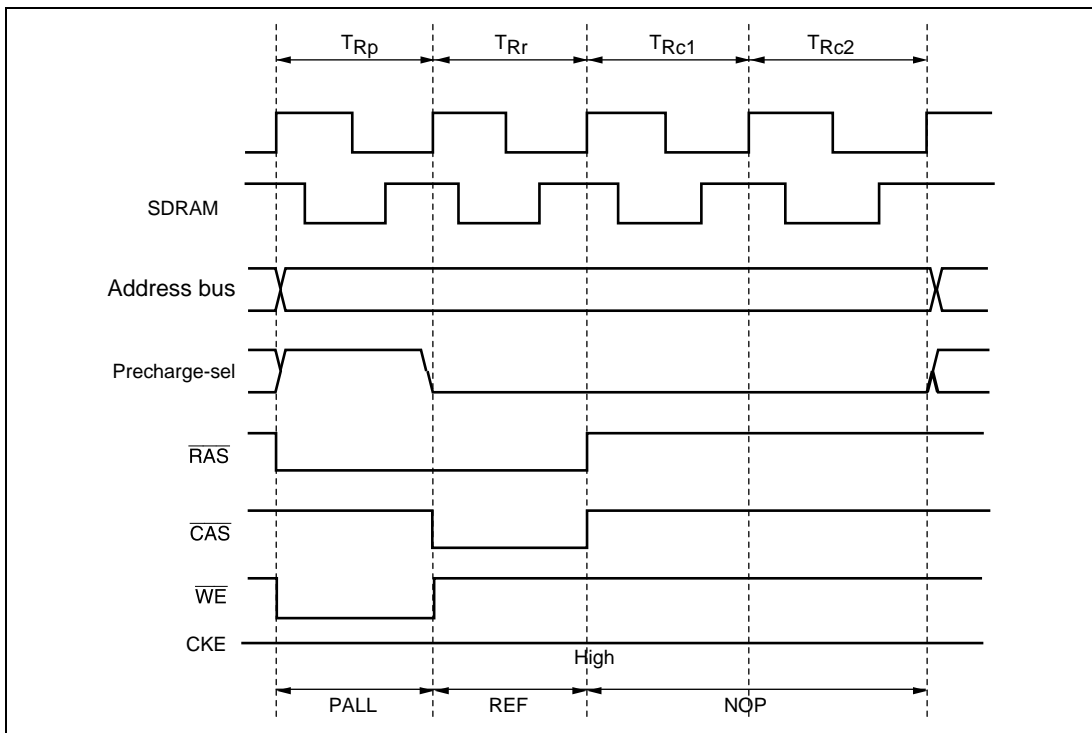 TRp TRr TRc1 TRc2
SDRAM
Address bus
Precharge-sel
RAS
CAS
WE
CKE
High
PALL REF NOP